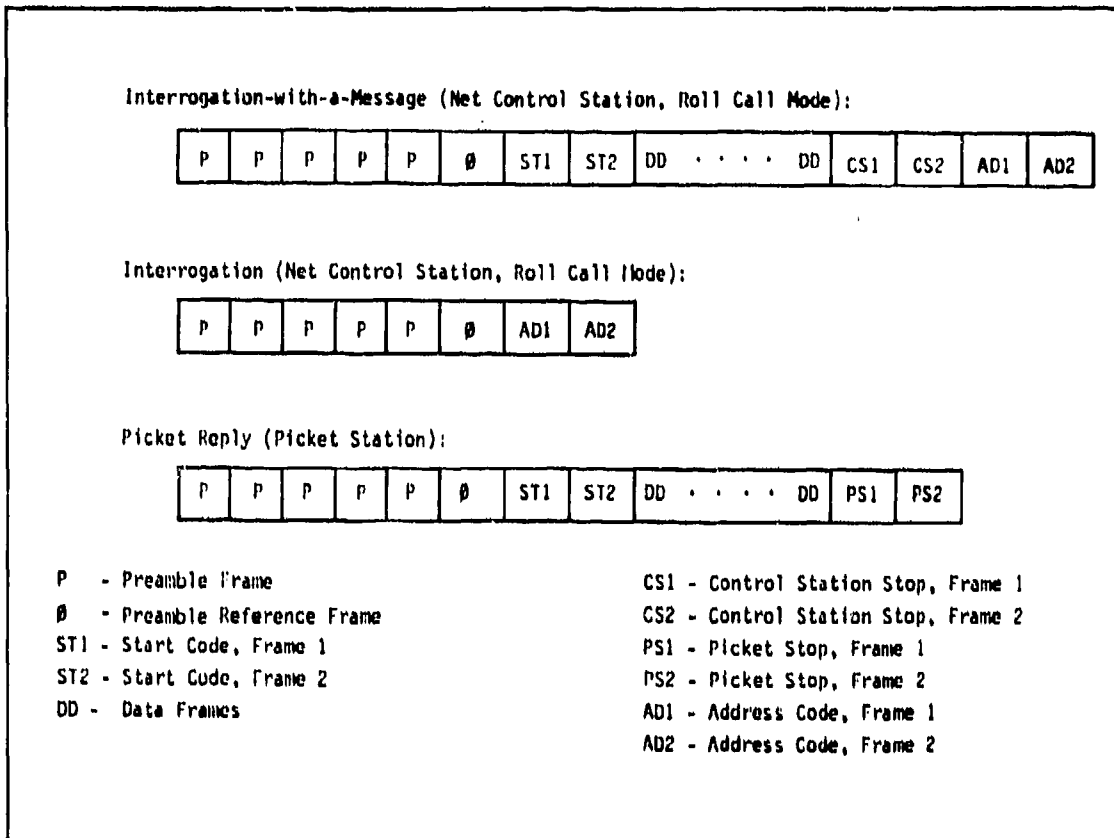 Interrogation-with-a-Message (Net Control Station, Roll Call Mode):
P P P P P Ø ST1 ST2 DD · · · · DD CS1 CS2 AD1 AD2
Interrogation (Net Control Station, Roll Call Mode):
P P P P P Ø AD1 AD2
Picket Reply (Picket Station):
P P P P P Ø ST1 ST2 DD · · · · DD PS1 PS2
P - Preamble Frame
Ø - Preamble Reference Frame
ST1 - Start Code, Frame 1
ST2 - Start Code, Frame 2
DD - Data Frames
CS1 - Control Station Stop, Frame 1
CS2 - Control Station Stop, Frame 2
PS1 - Picket Stop, Frame 1
PS2 - Picket Stop, Frame 2
AD1 - Address Code, Frame 1
AD2 - Address Code, Frame 2